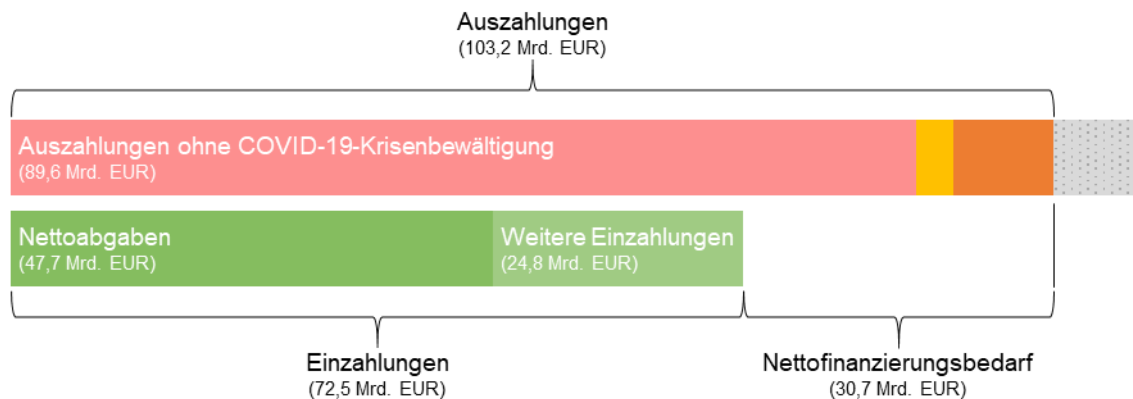 Auszahlungen
(103,2 Mrd. EUR)
Auszahlungen ohne COVID-19-Krisenbewältigung
(89,6 Mrd. EUR)
Nettoabgaben
(47,7 Mrd. EUR)
Weitere Einzahlungen
(24,8 Mrd. EUR)
Einzahlungen
(72,5 Mrd. EUR)
Nettofinanzierungsbedarf
(30,7 Mrd. EUR)